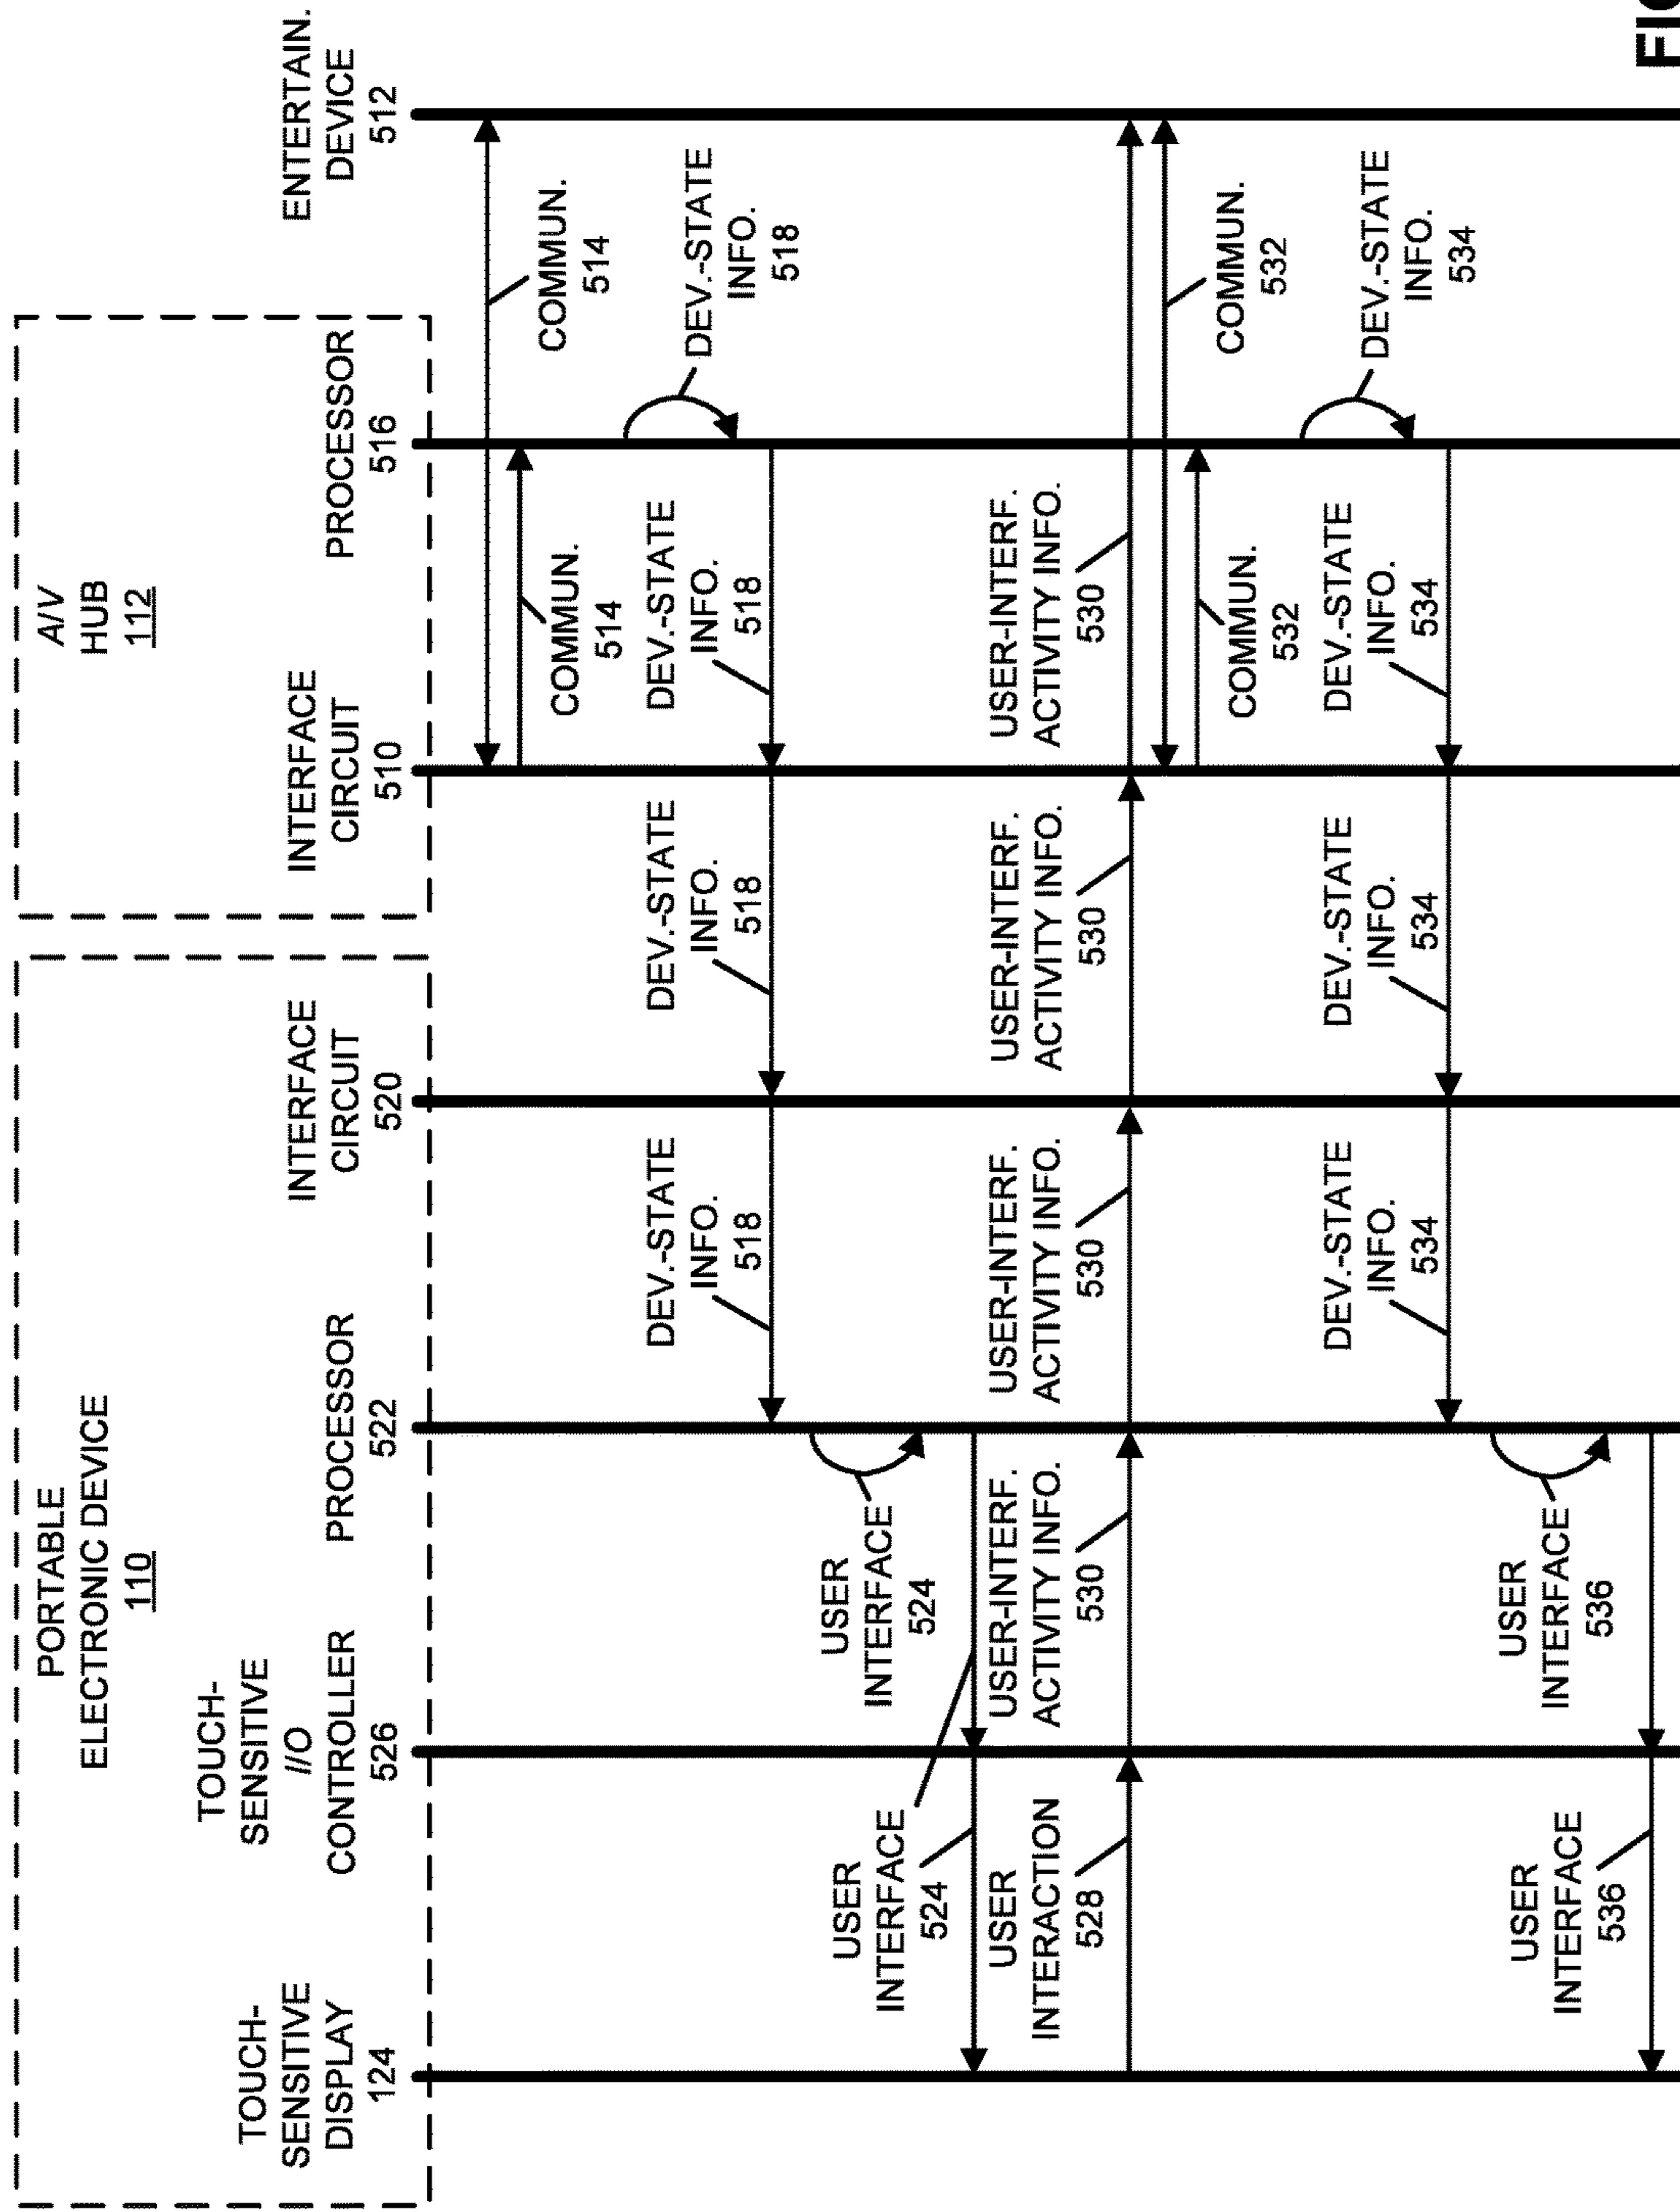 PORTABLE
ELECTRONIC DEVICE
110
A/V
HUB
112
TOUCH-
SENSITIVE
DISPLAY
124
TOUCH-
SENSITIVE
I/O
CONTROLLER
526
PROCESSOR
522
INTERFACE
CIRCUIT
520
INTERFACE
CIRCUIT
510
PROCESSOR
516
ENTERTAIN.
DEVICE
512
COMMUN.
514
COMMUN.
514
DEV.-STATE
INFO.
518
DEV.-STATE
INFO.
518
DEV.-STATE
INFO.
518
DEV.-STATE
INFO.
518
USER
INTERFACE
524
USER
INTERFACE
524
USER
INTERACTION
528
USER-INTERF.
ACTIVITY INFO.
530
USER-INTERF.
ACTIVITY INFO.
530
USER-INTERF.
ACTIVITY INFO.
530
USER-INTERF.
ACTIVITY INFO.
530
COMMUN.
532
COMMUN.
532
DEV.-STATE
INFO.
534
DEV.-STATE
INFO.
534
DEV.-STATE
INFO.
534
DEV.-STATE
INFO.
534
USER
INTERFACE
536
USER
INTERFACE
536